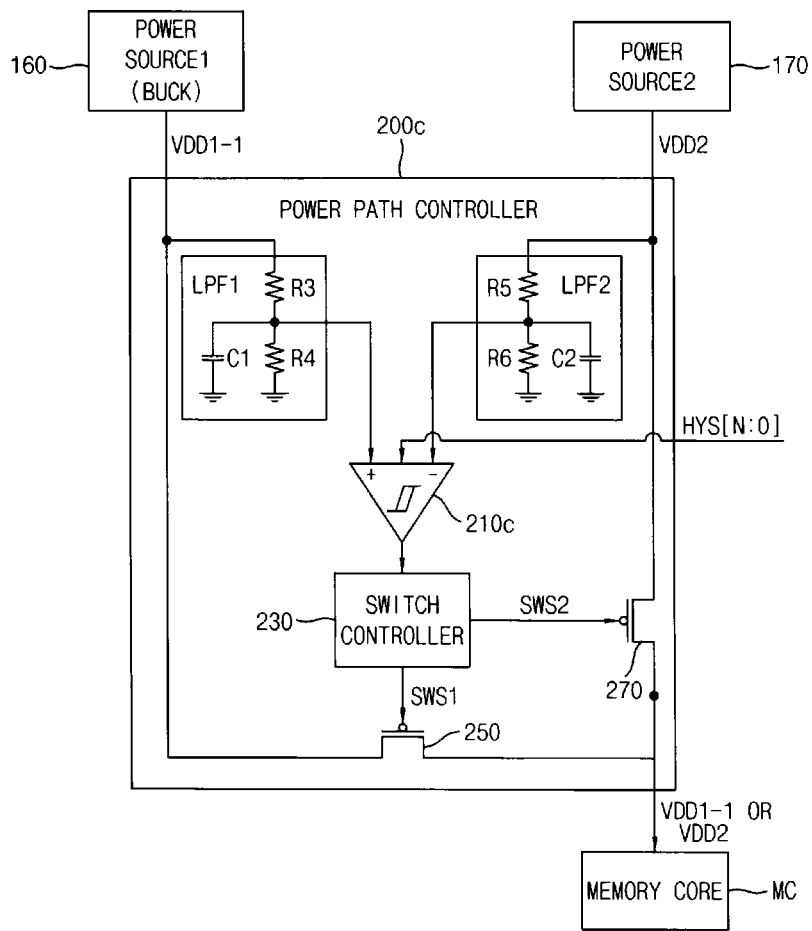 POWER
SOURCE1
(BUCK)
160
POWER
SOURCE2
170
VDD1-1
200c
VDD2
POWER PATH CONTROLLER
LPF1
R3
R5
LPF2
C1
R4
R6
C2
HYS[N:0]
+
-
210c
SWITCH
CONTROLLER
230
SWS2
270
SWS1
250
VDD1-1 OR
VDD2
MEMORY CORE
MC